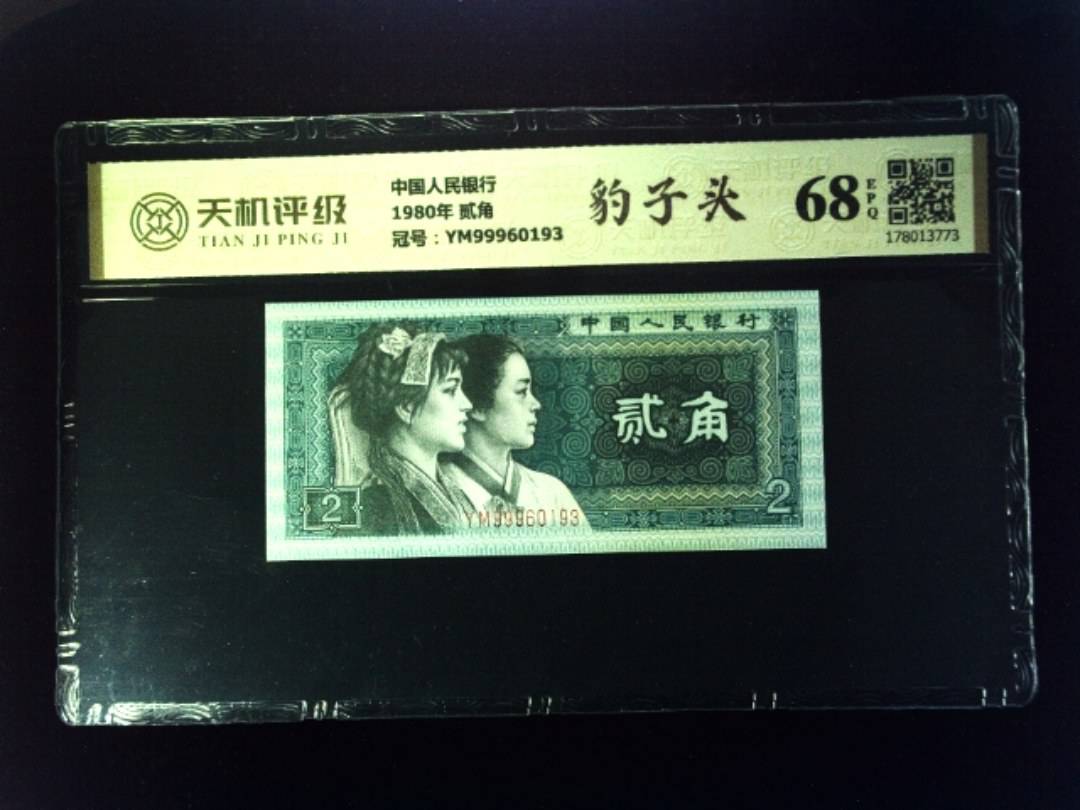 天机评级
TIAN JI PING JI
中国人民银行
1980年 贰角
冠号：YM99960193
豹子头
68
EPQ
178013773
中国人民银行
贰角
2
2
YM99960193